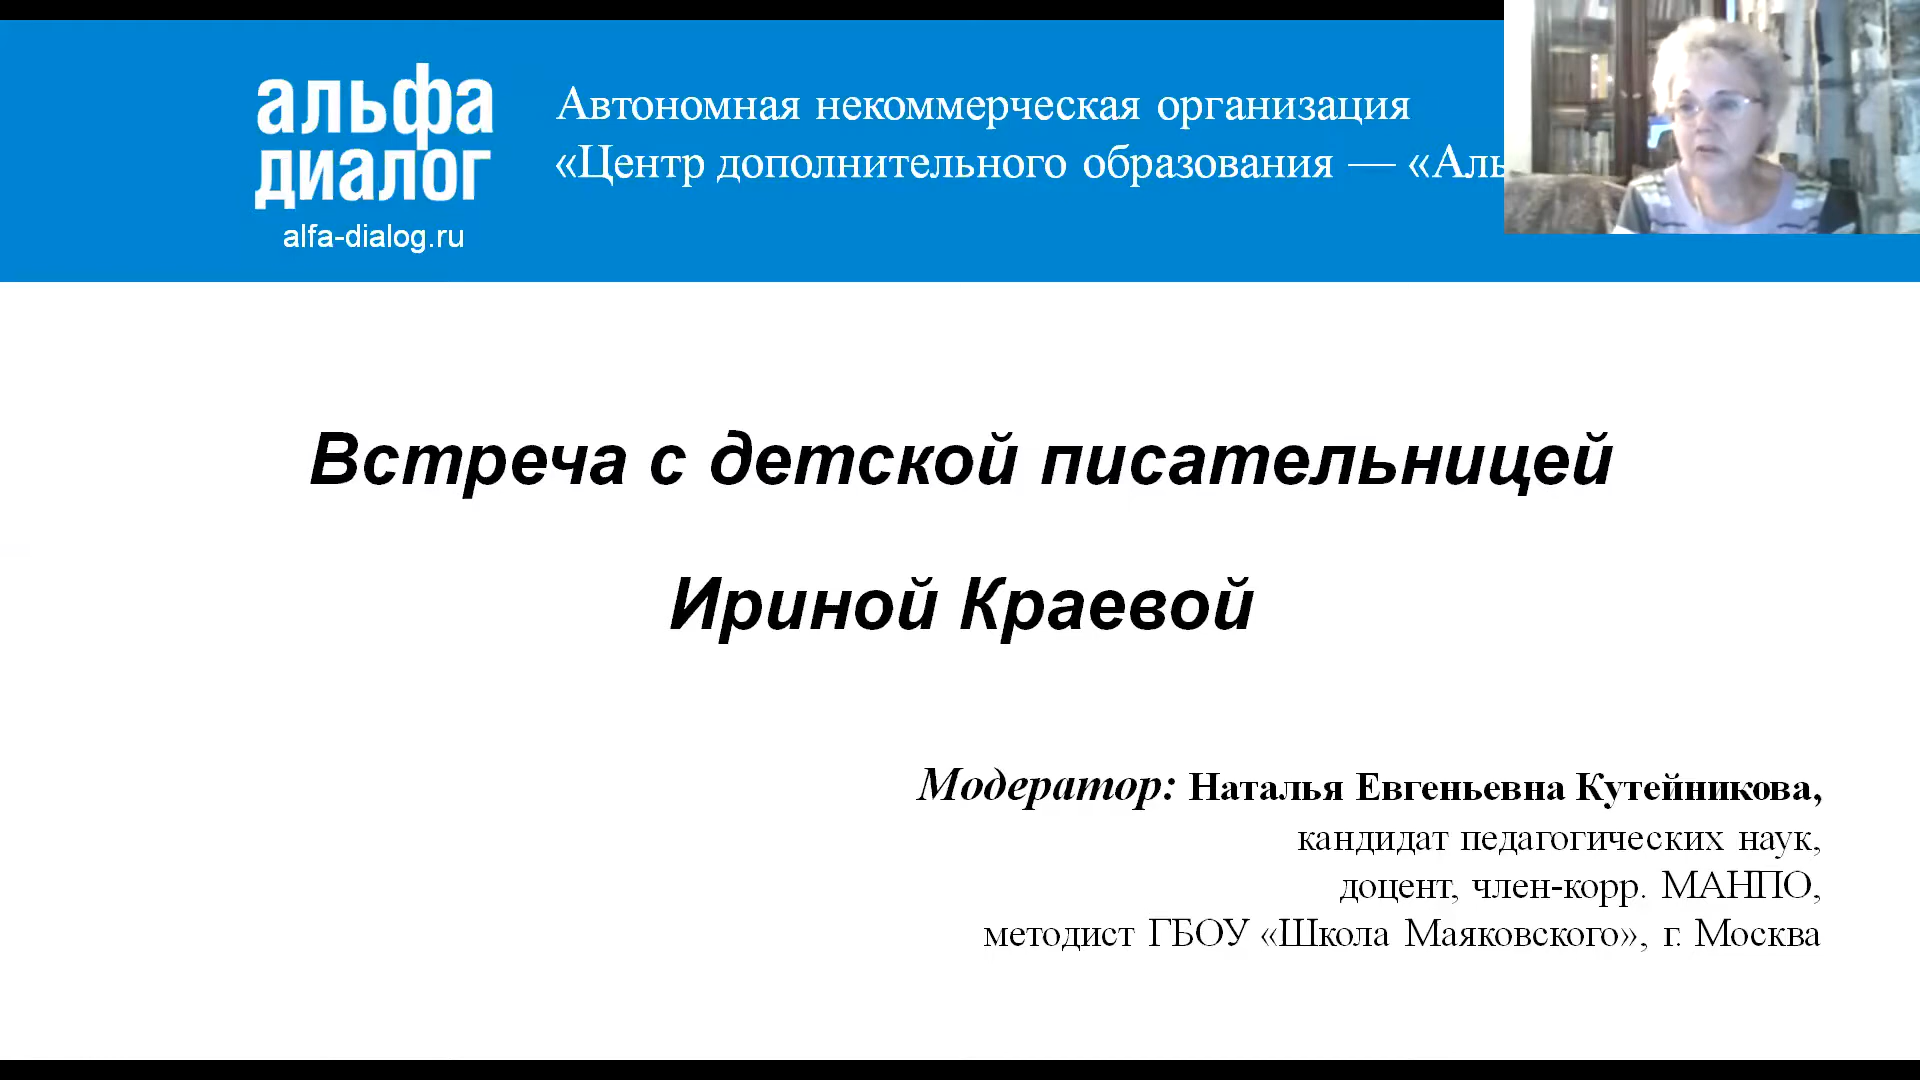 альфа
диалог
alfa-dialog.ru
Автономная некоммерческая организация
«Центр дополнительного образования — «Аль
Встреча с детской писательницей
Ириной Краевой
Модератор: Наталья Евгеньевна Кутейникова,
кандидат педагогических наук,
доцент, член-корр. МАНПО,
методист ГБОУ «Школа Маяковского», г. Москва